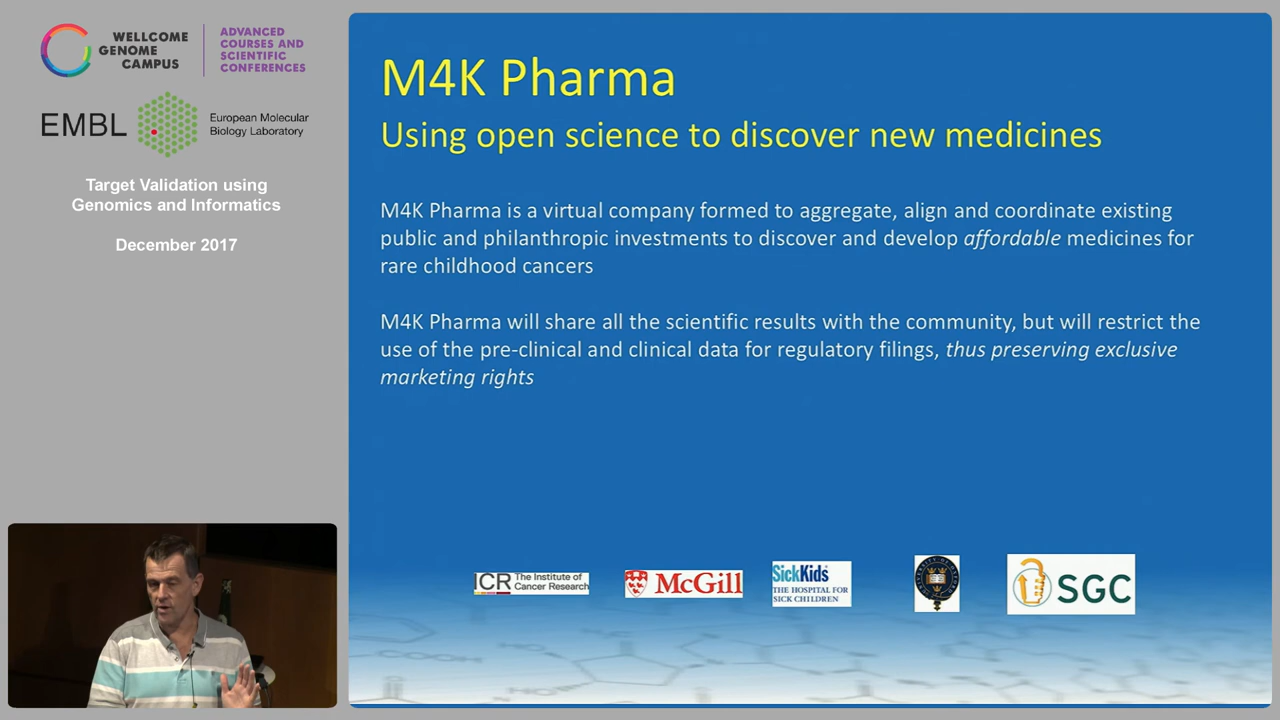 WELLCOME
GENOME
CAMPUS
ADVANCED
COURSES AND
SCIENTIFIC
CONFERENCES
EMBL
European Molecular
Biology Laboratory
Target Validation using
Genomics and Informatics
December 2017
M4K Pharma
Using open science to discover new medicines
M4K Pharma is a virtual company formed to aggregate, align and coordinate existing
public and philanthropic investments to discover and develop affordable medicines for
rare childhood cancers
M4K Pharma will share all the scientific results with the community, but will restrict the
use of the pre-clinical and clinical data for regulatory filings, thus preserving exclusive
marketing rights
ICR The Institute of
Cancer Research
McGill
SickKids
THE HOSPITAL FOR
SICK CHILDREN
SGC